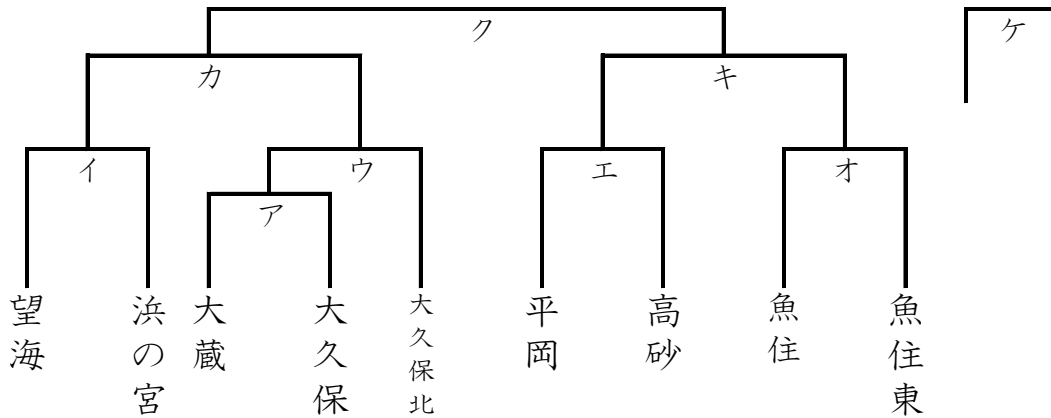 ク
ケ
カ
キ
イ
ウ
エ
オ
ア
望海
浜の宮
大蔵
大久保
大久保北
平岡
高砂
魚住
魚住東